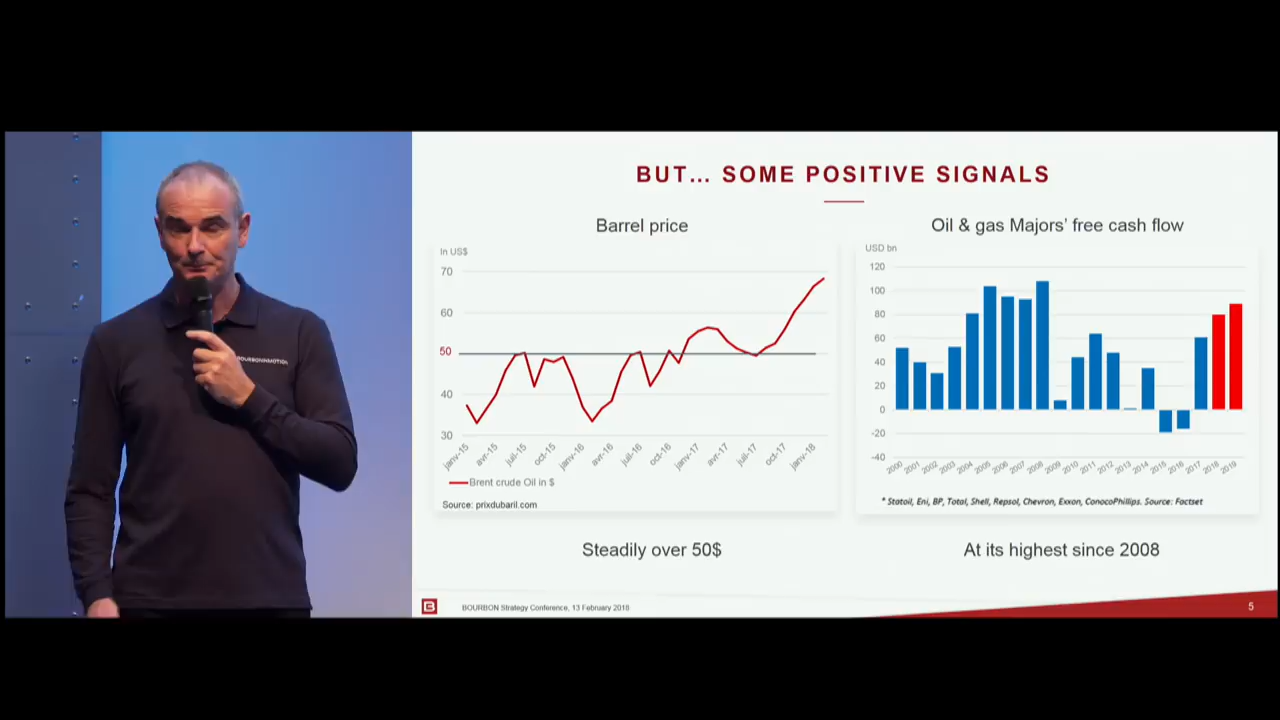 BUT... SOME POSITIVE SIGNALS
Barrel price
In US$
70
60
50
40
30
janv-15
avr-15
juil-15
oct-15
janv-16
avr-16
juil-16
oct-16
janv-17
avr-17
juil-17
oct-17
janv-18
Brent crude Oil in $
Source: prixdubaril.com
Steadily over 50$
Oil & gas Majors' free cash flow
USD bn
120
100
80
60
40
20
0
-20
-40
2000
2001
2002
2003
2004
2005
2006
2007
2008
2009
2010
2011
2012
2013
2014
2015
2016
2017
2018
2019
* Statoil, Eni, BP, Total, Shell, Repsol, Chevron, Exxon, ConocoPhillips. Source: Factset
At its highest since 2008
BOURBONINMOTION
B
BOURBON Strategy Conference, 13 February 2018
5